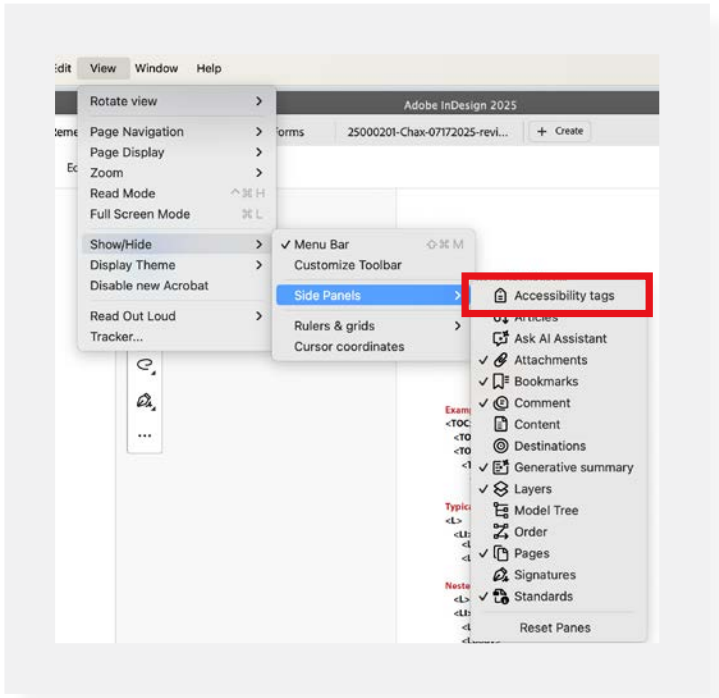 Edit View Window Help
Adobe InDesign 2025
25000201-Chax-07172025-revi... + Create
Rotate view >
Page Navigation >
Page Display >
Zoom >
Read Mode ^⌘H
Full Screen Mode ⌘L
Show/Hide >
Display Theme >
Disable new Acrobat
Read Out Loud >
Tracker...
✓ Menu Bar ⇧⌘M
Customize Toolbar
Side Panels >
Rulers & grids >
Cursor coordinates
Accessibility tags
Articles
Ask AI Assistant
✓ Attachments
✓ Bookmarks
✓ Comment
Content
Destinations
✓ Generative summary
✓ Layers
Model Tree
Order
✓ Pages
Signatures
✓ Standards
Reset Panes
<L>
<L>